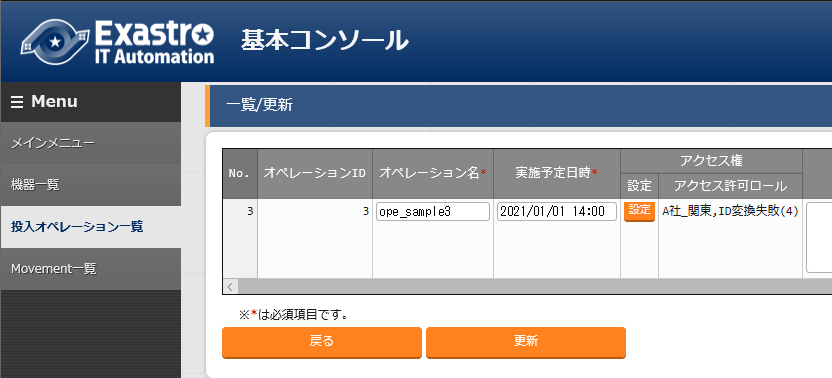 Exastro
IT Automation
基本コンソール
Menu
メインメニュー
機器一覧
投入オペレーション一覧
Movement一覧
一覧/更新
No. オペレーションID オペレーション名* 実施予定日時* アクセス権
設定 アクセス許可ロール
3 3 ope_sample3 2021/01/01 14:00 設定 A社_関東,ID変換失敗(4)
※*は必須項目です。
戻る 更新